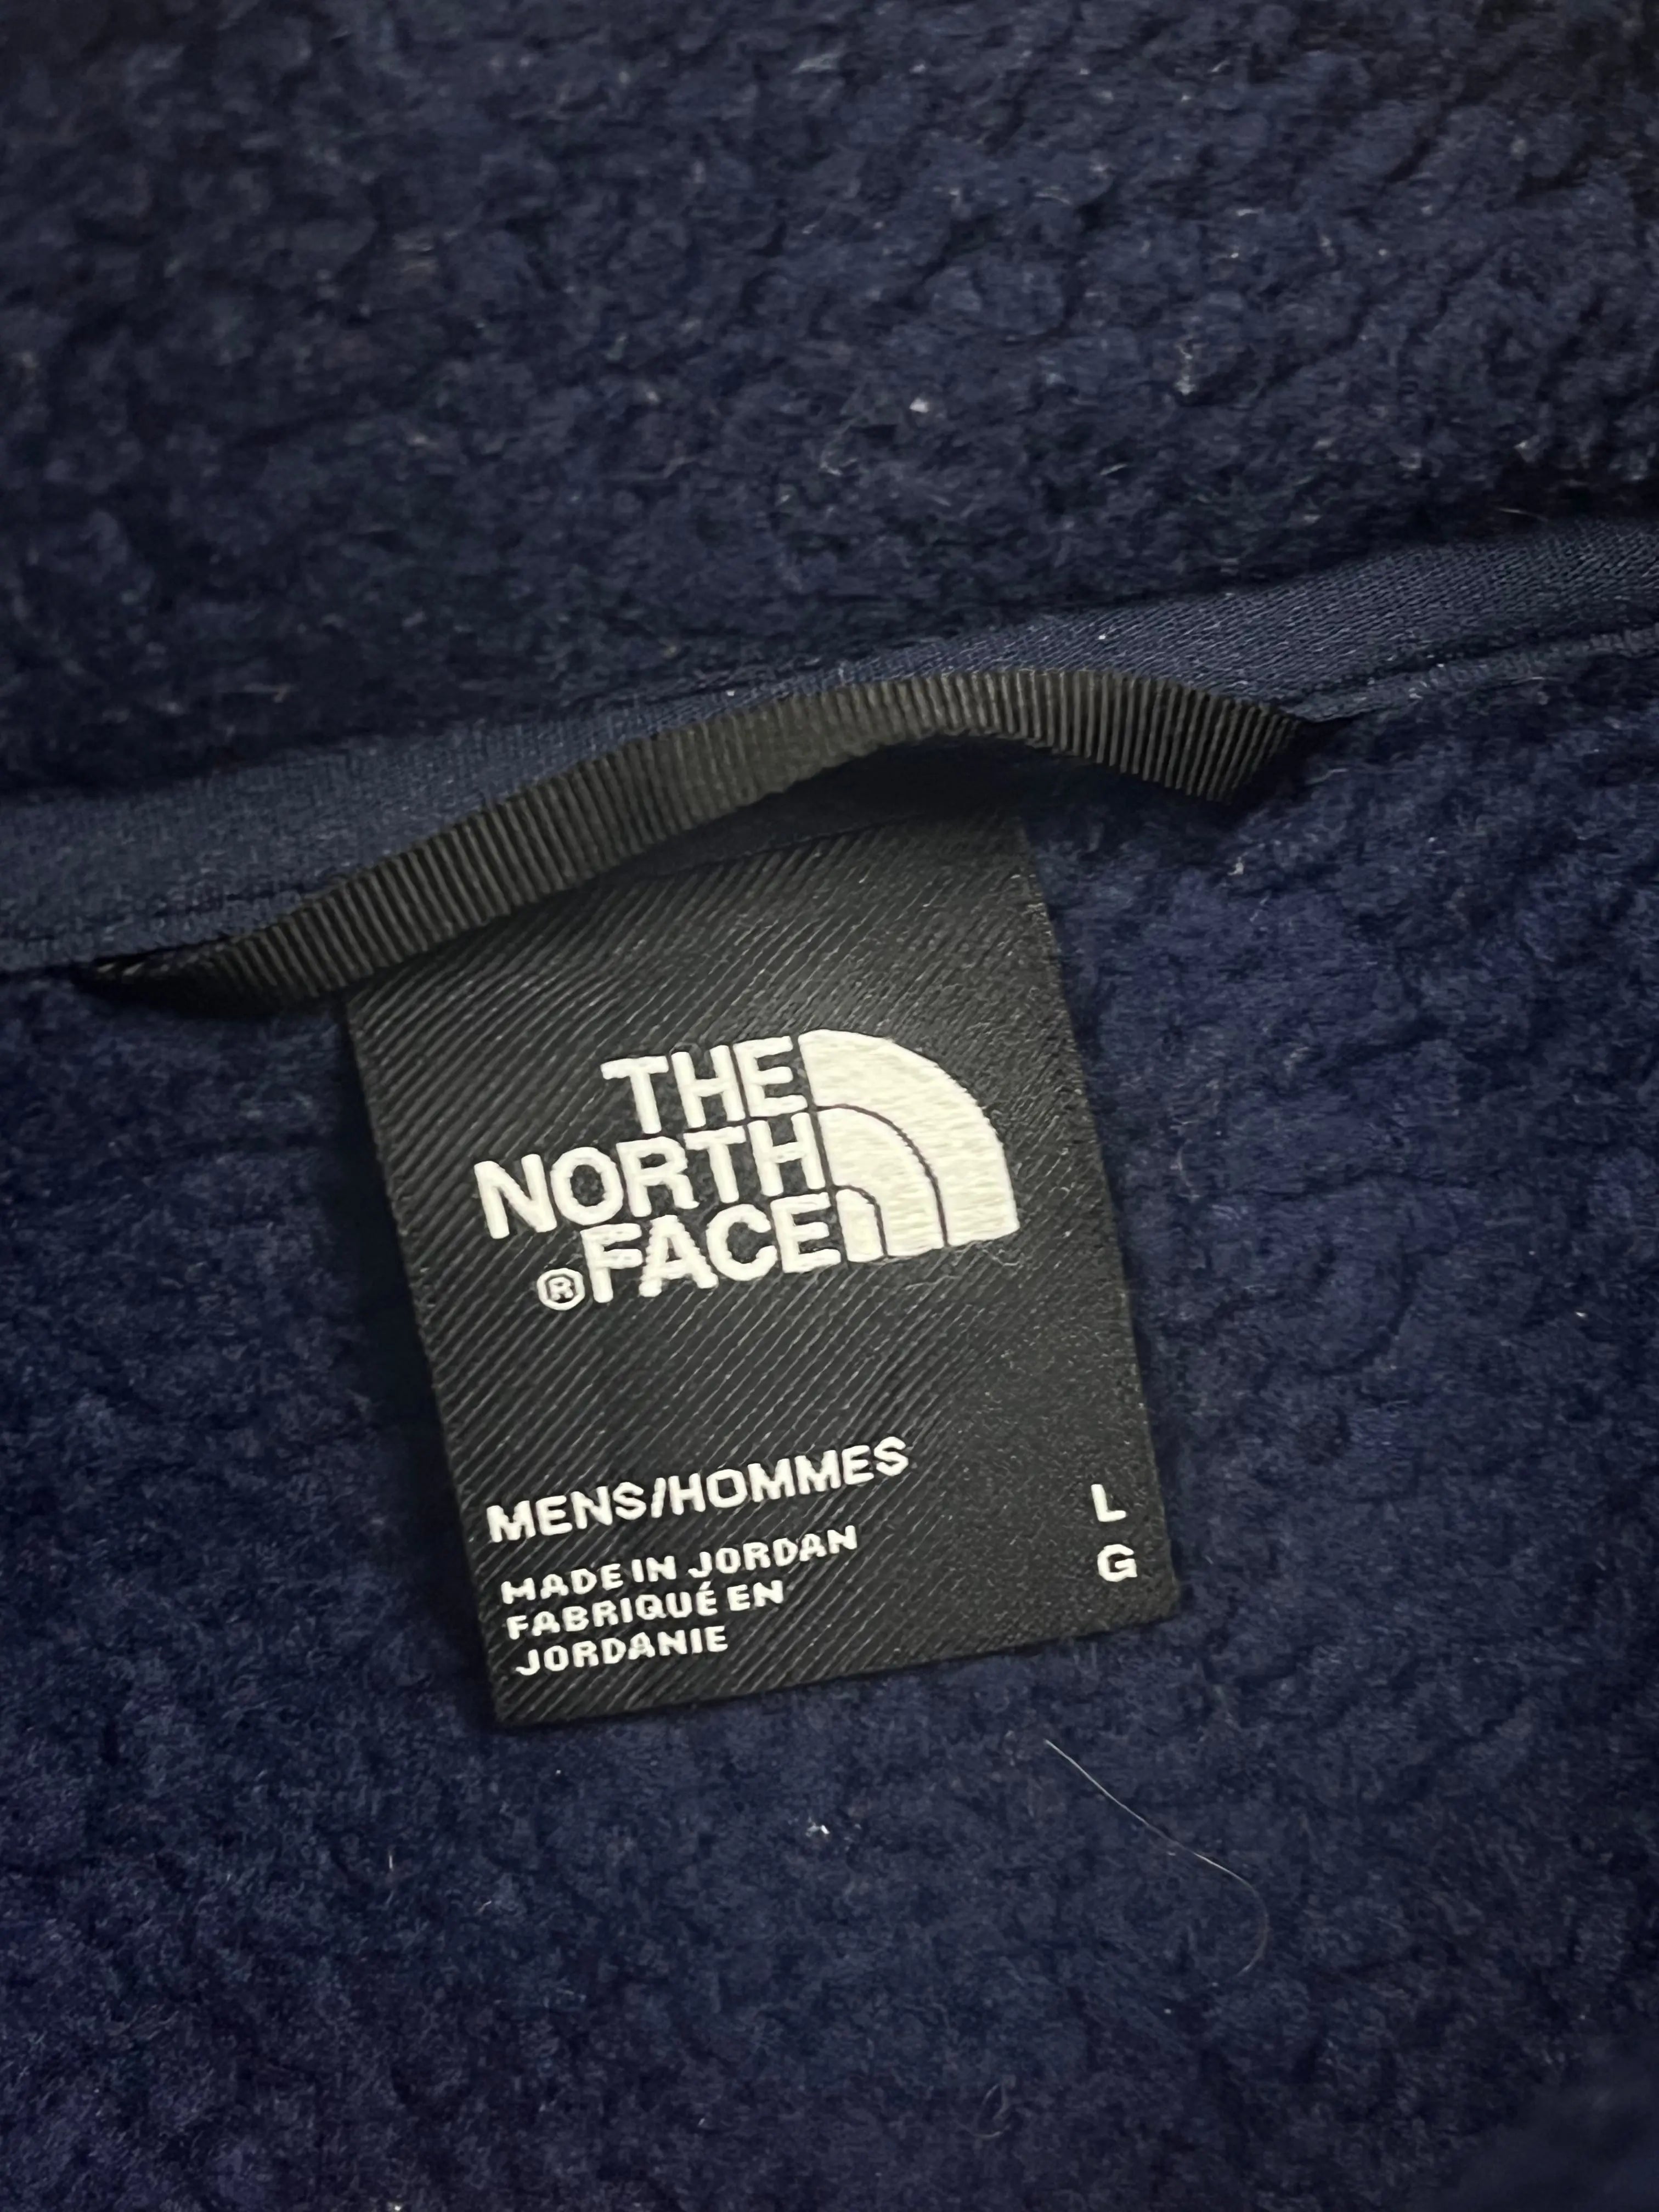 THE
NORTH
®FACE
MENS/HOMMES
MADE IN JORDAN
FABRIQUÉ EN
JORDANIE
L
G